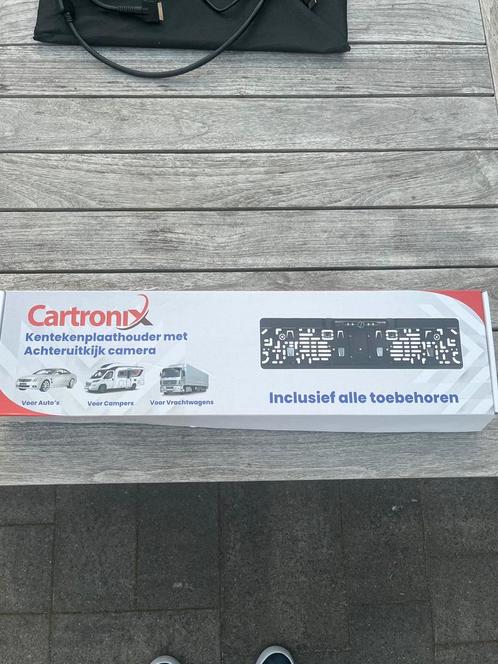 Cartronix
Kentekenplaathouder met
Achteruitkijk camera
Voor Auto's
Voor Campers
Voor Vrachtwagens
Inclusief alle toebehoren